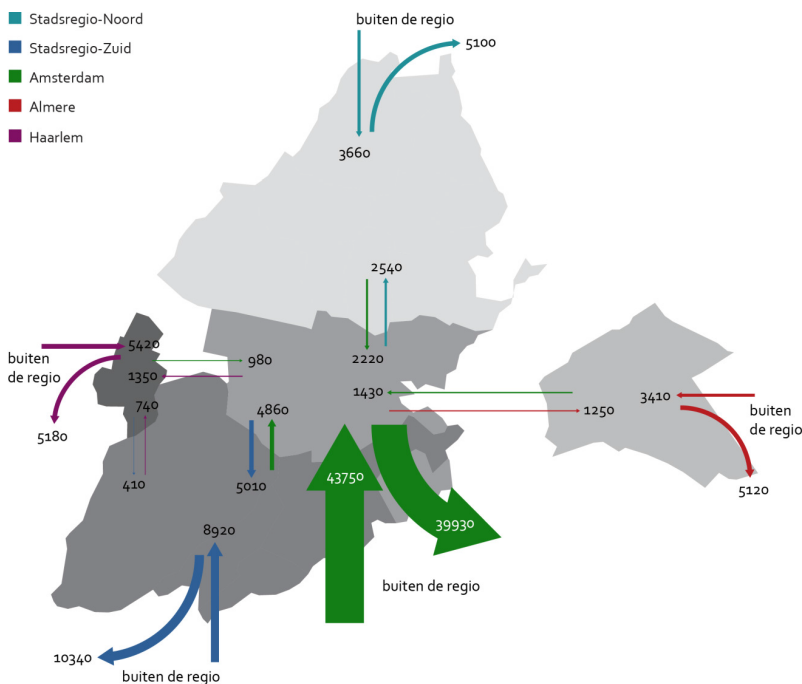 Stadsregio-Noord
Stadsregio-Zuid
Amsterdam
Almere
Haarlem
buiten de regio
5100
3660
2540
2220
5420
buiten
de regio
1350
740
5180
410
980
1430
1250
3410
buiten
de regio
5120
4860
5010
43750
39930
buiten de regio
8920
10340
buiten de regio